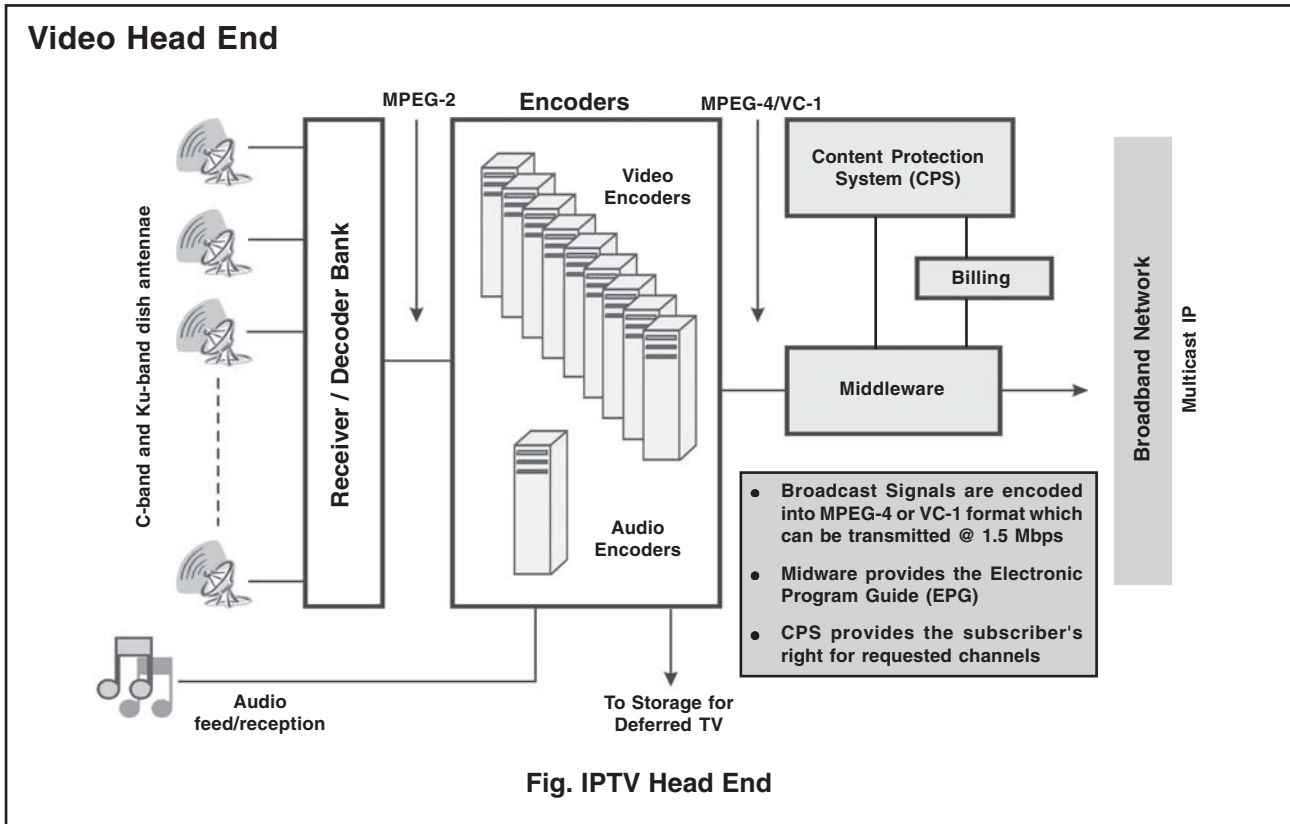 Video Head End
MPEG-2
Encoders
MPEG-4/VC-1
C-band and Ku-band dish antennae
Receiver / Decoder Bank
Video
Encoders
Audio
Encoders
Content Protection
System (CPS)
Billing
Middleware
Broadband Network
Multicast IP
● Broadcast Signals are encoded
into MPEG-4 or VC-1 format which
can be transmitted @ 1.5 Mbps
● Midware provides the Electronic
Program Guide (EPG)
● CPS provides the subscriber's
right for requested channels
Audio
feed/reception
To Storage for
Deferred TV
Fig. IPTV Head End